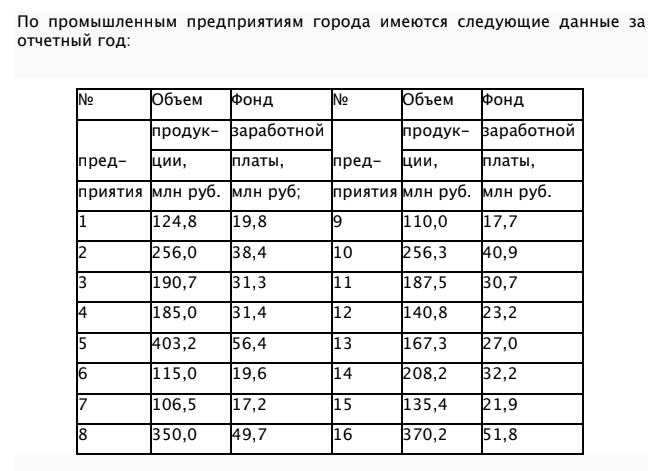 По промышленным предприятиям города имеются следующие данные за
отчетный год:
№ Объем Фонд № Объем Фонд
продук- заработной продук- заработной
пред- ции, платы, пред- ции, платы,
приятия млн руб. млн руб; приятия млн руб. млн руб.
1 124,8 19,8 9 110,0 17,7
2 256,0 38,4 10 256,3 40,9
3 190,7 31,3 11 187,5 30,7
4 185,0 31,4 12 140,8 23,2
5 403,2 56,4 13 167,3 27,0
6 115,0 19,6 14 208,2 32,2
7 106,5 17,2 15 135,4 21,9
8 350,0 49,7 16 370,2 51,8